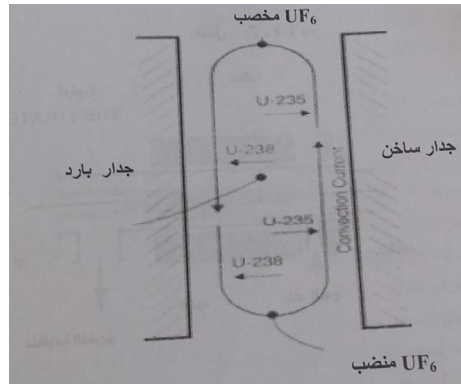 UF₆ مخصب
U-235
U-238
جدار ساخن
جدار بارد
Convection Current
U-235
U-238
UF₆ منضب